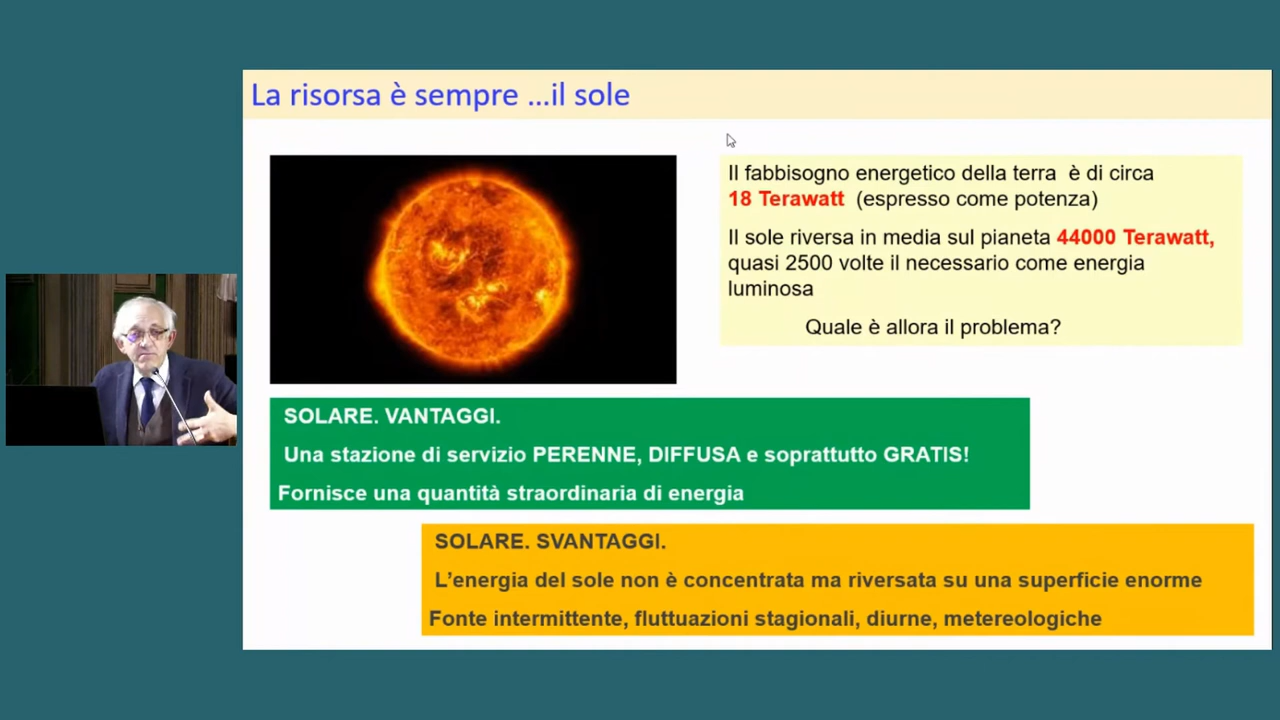 La risorsa è sempre ...il sole
Il fabbisogno energetico della terra è di circa
18 Terawatt (espresso come potenza)
Il sole riversa in media sul pianeta 44000 Terawatt,
quasi 2500 volte il necessario come energia
luminosa
Quale è allora il problema?
SOLARE. VANTAGGI.
Una stazione di servizio PERENNE, DIFFUSA e soprattutto GRATIS!
Fornisce una quantità straordinaria di energia
SOLARE. SVANTAGGI.
L’energia del sole non è concentrata ma riversata su una superficie enorme
Fonte intermittente, fluttuazioni stagionali, diurne, metereologiche